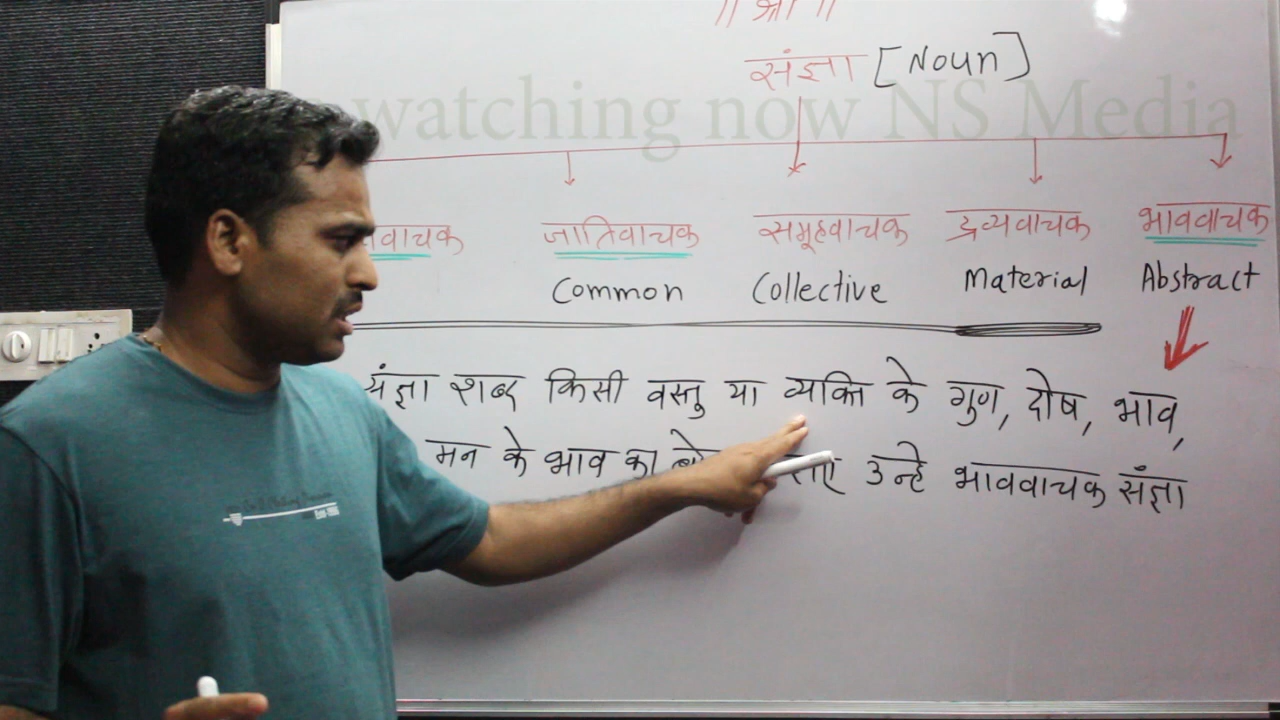 ॥ श्री ॥
संज्ञा [Noun]
watching now NS Media
वाचक जातिवाचक समूहवाचक द्रव्यवाचक भाववाचक
Common Collective Material Abstract
संज्ञा शब्द किसी वस्तु या व्यक्ति के गुण, दोष, भाव,
मन के भाव का उन्हे भाववाचक संज्ञा